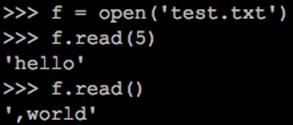 >>> f = open('test.txt')
>>> f.read(5)
'hello'
>>> f.read()
',world'